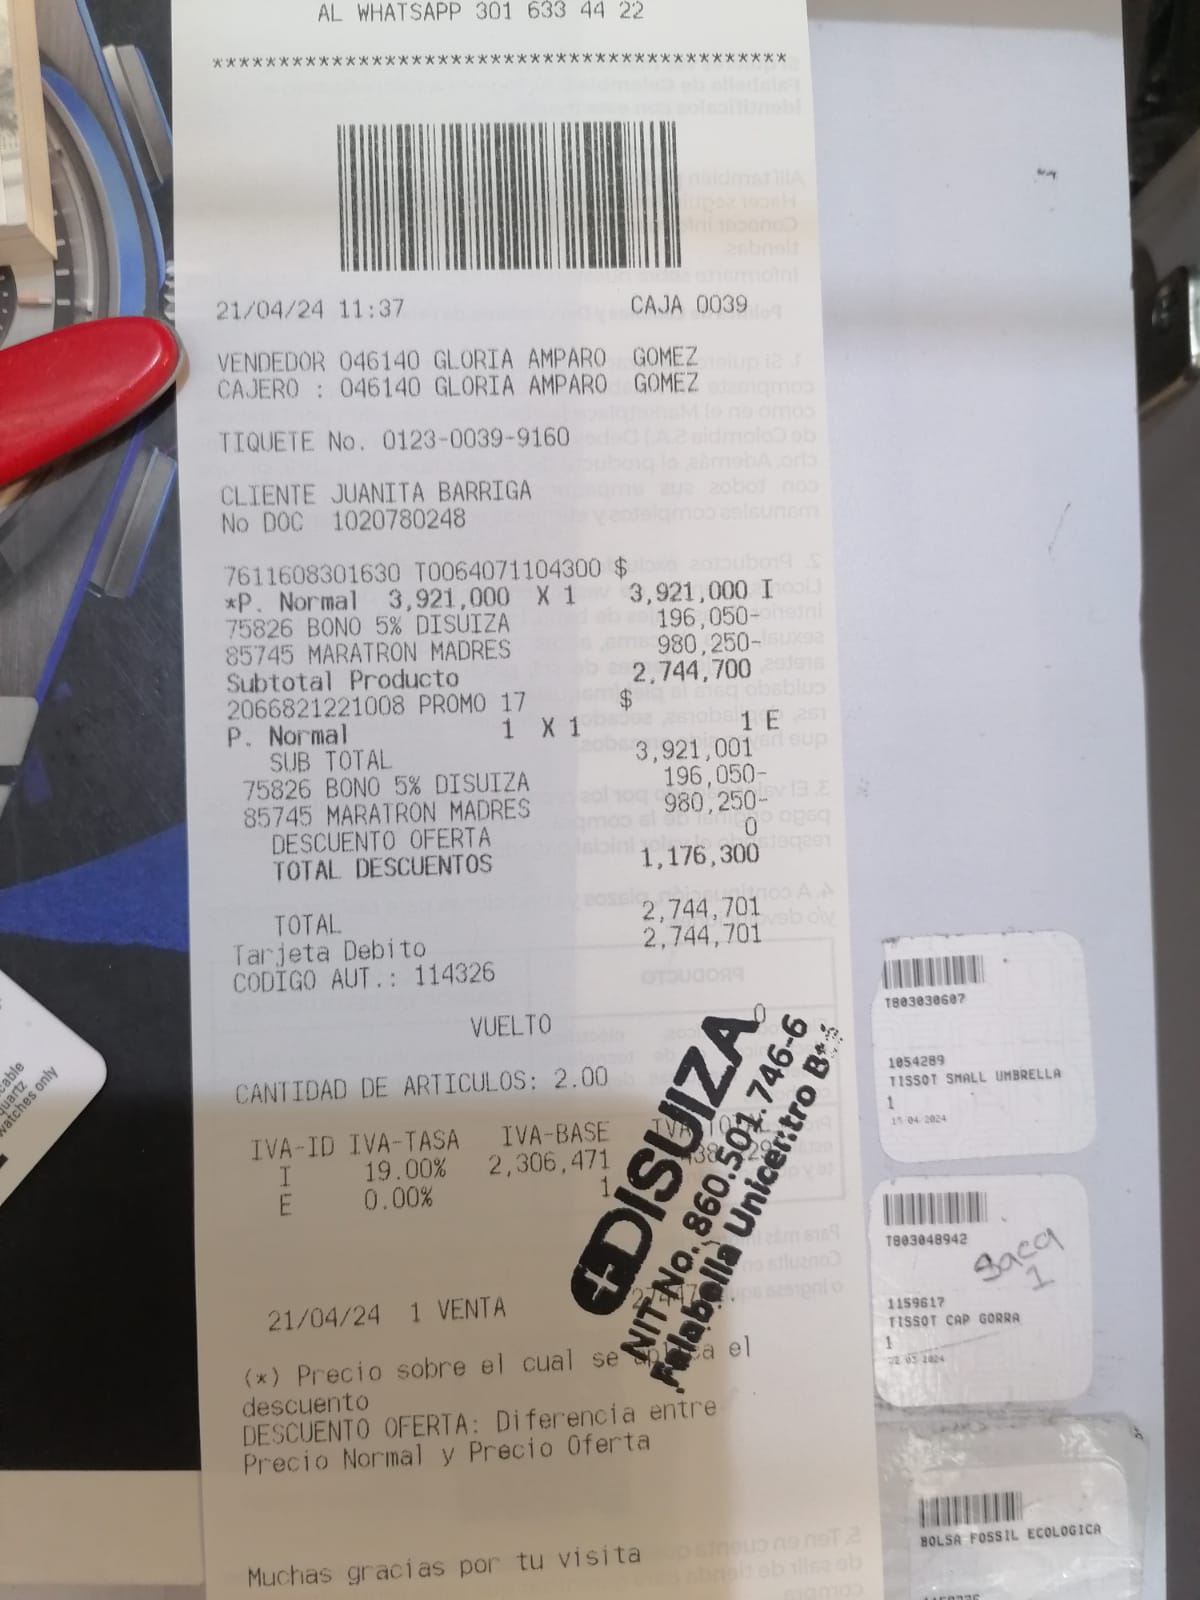 AL WHATSAPP 301 633 44 22
********************************************
21/04/24 11:37 CAJA 0039
VENDEDOR 046140 GLORIA AMPARO GOMEZ
CAJERO : 046140 GLORIA AMPARO GOMEZ
TIQUETE No. 0123-0039-9160
CLIENTE JUANITA BARRIGA
No DOC 1020780248
7611608301630 T0064071104300 $
*P. Normal 3,921,000 X 1 3,921,000 I
75826 BONO 5% DISUIZA 196,050-
85745 MARATRON MADRES 980,250-
Subtotal Producto 2,744,700
2066821221008 PROMO 17 $
P. Normal 1 X 1 1 E
SUB TOTAL 3,921,001
75826 BONO 5% DISUIZA 196,050-
85745 MARATRON MADRES 980,250-
DESCUENTO OFERTA 0
TOTAL DESCUENTOS 1,176,300
TOTAL 2,744,701
Tarjeta Debito 2,744,701
CODIGO AUT.: 114326
VUELTO 0
CANTIDAD DE ARTICULOS: 2.00
IVA-ID IVA-TASA IVA-BASE
I 19.00% 2,306,471
E 0.00% 1
DISUIZA
NIT No. 860.501.746-6
Falabella Unicentro
21/04/24 1 VENTA
(*) Precio sobre el cual se aplica el
descuento
DESCUENTO OFERTA: Diferencia entre
Precio Normal y Precio Oferta
Muchas gracias por tu visita
T803030607
1054289
TISSOT SMALL UMBRELLA
1
T803048942
Saca
1
1159617
TISSOT CAP GORRA
1
BOLSA FOSSIL ECOLOGICA
quartz
watches only